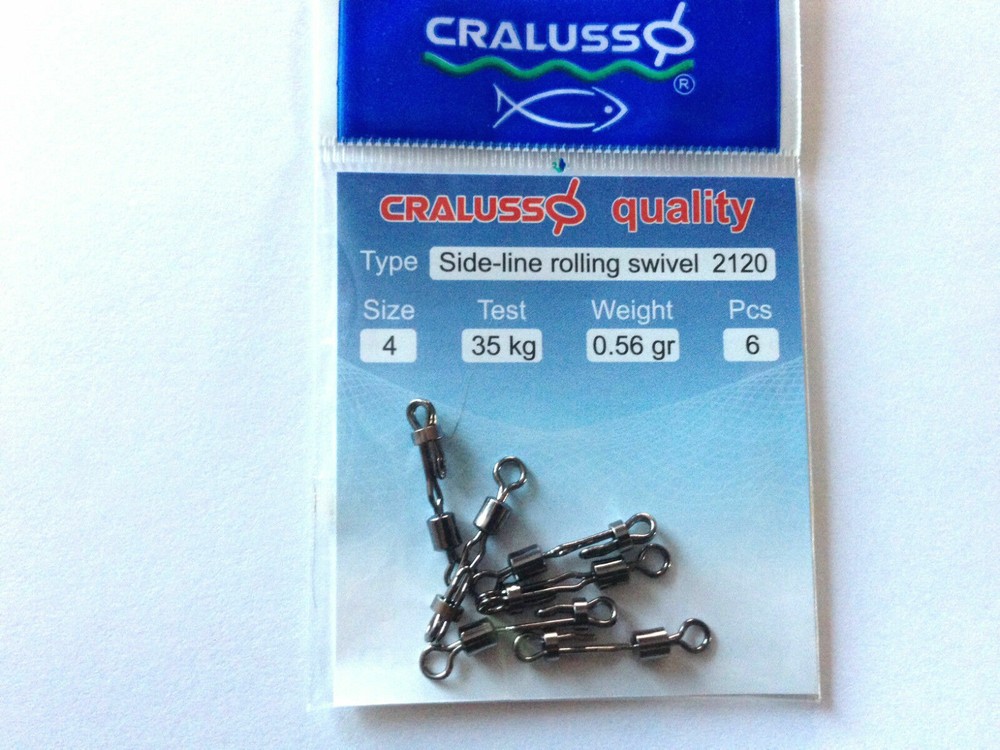 CRALUSSO
®
CRALUSSO quality
Type Side-line rolling swivel 2120
Size Test Weight Pcs
4 35 kg 0.56 gr 6